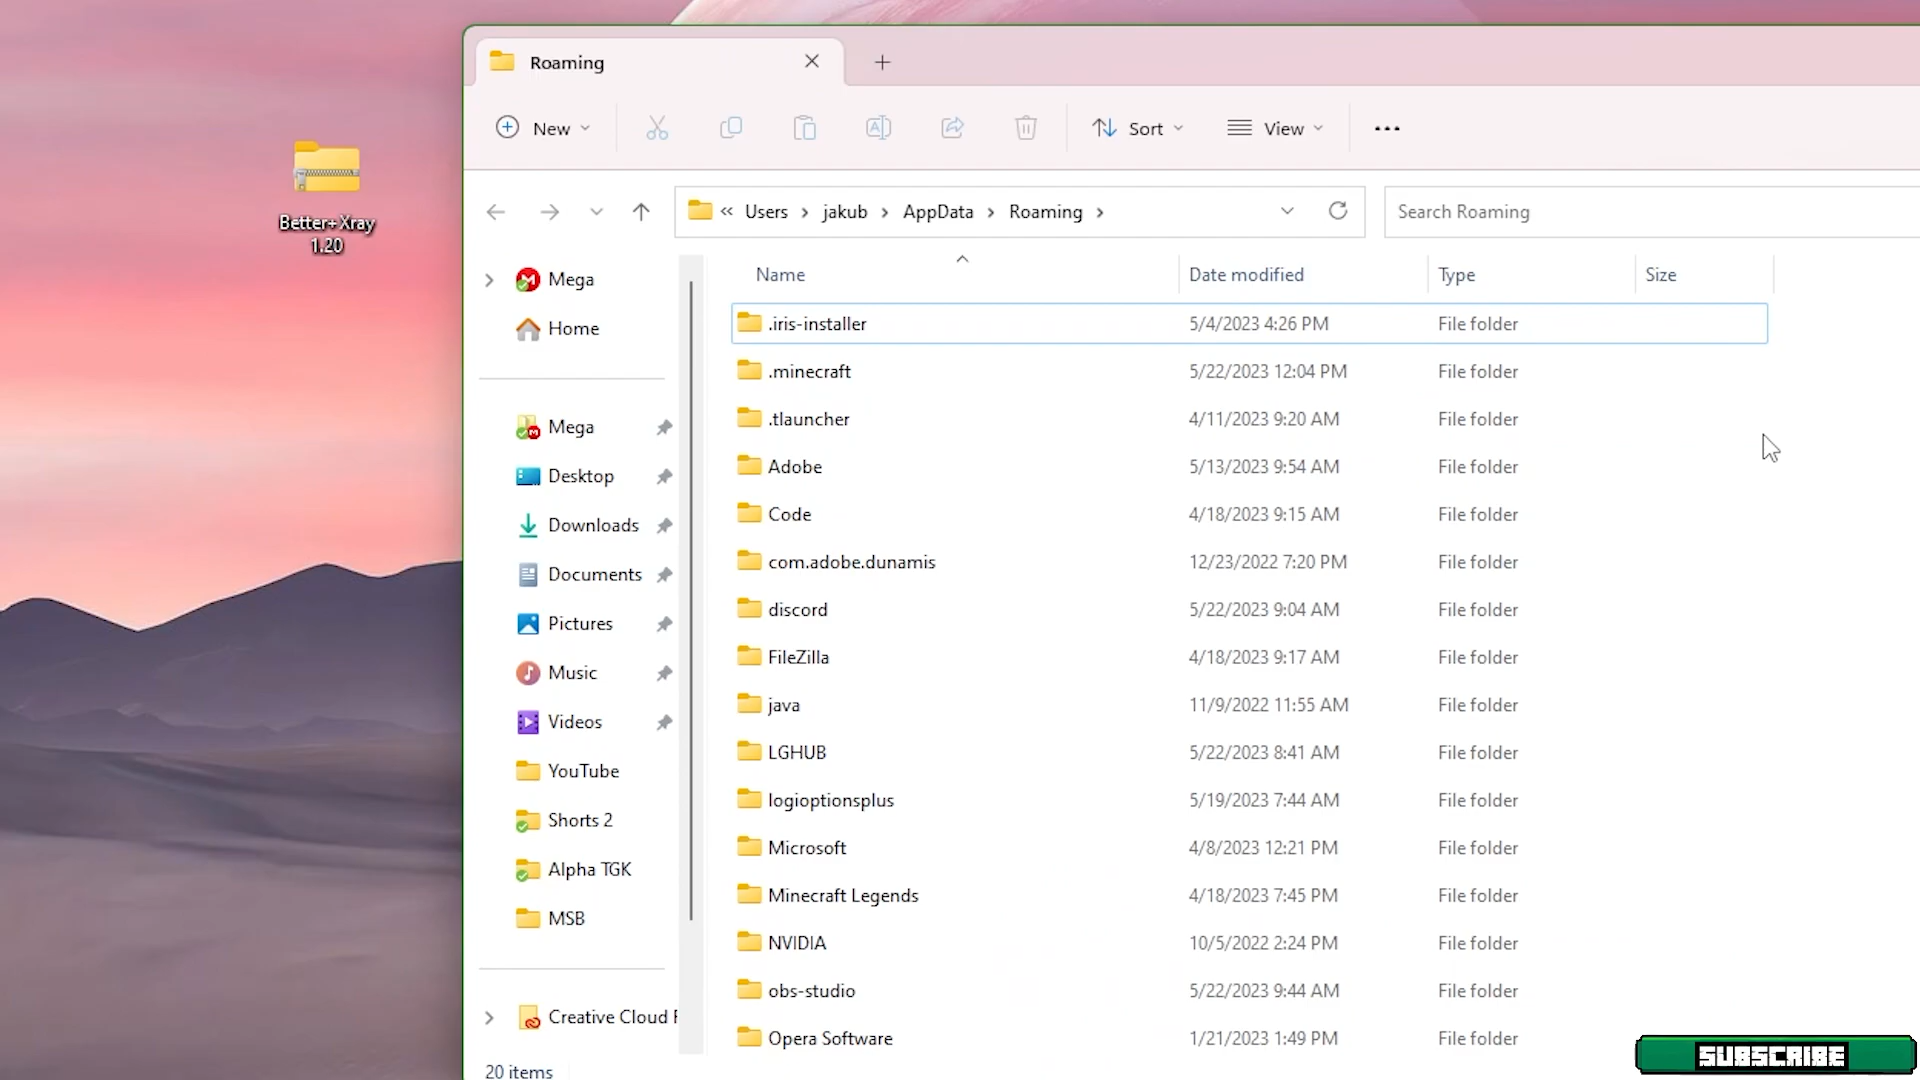 Better+Xray
1.20
Roaming
New
Sort
View
« Users > jakub > AppData > Roaming >
Search Roaming
Mega
Home
Mega
Desktop
Downloads
Documents
Pictures
Music
Videos
YouTube
Shorts 2
Alpha TGK
MSB
Creative Cloud F
Name Date modified Type Size
.iris-installer 5/4/2023 4:26 PM File folder
.minecraft 5/22/2023 12:04 PM File folder
.tlauncher 4/11/2023 9:20 AM File folder
Adobe 5/13/2023 9:54 AM File folder
Code 4/18/2023 9:15 AM File folder
com.adobe.dunamis 12/23/2022 7:20 PM File folder
discord 5/22/2023 9:04 AM File folder
FileZilla 4/18/2023 9:17 AM File folder
java 11/9/2022 11:55 AM File folder
LGHUB 5/22/2023 8:41 AM File folder
logioptionsplus 5/19/2023 7:44 AM File folder
Microsoft 4/8/2023 12:21 PM File folder
Minecraft Legends 4/18/2023 7:45 PM File folder
NVIDIA 10/5/2022 2:24 PM File folder
obs-studio 5/22/2023 9:44 AM File folder
Opera Software 1/21/2023 1:49 PM File folder
20 items
SUBSCRIBE